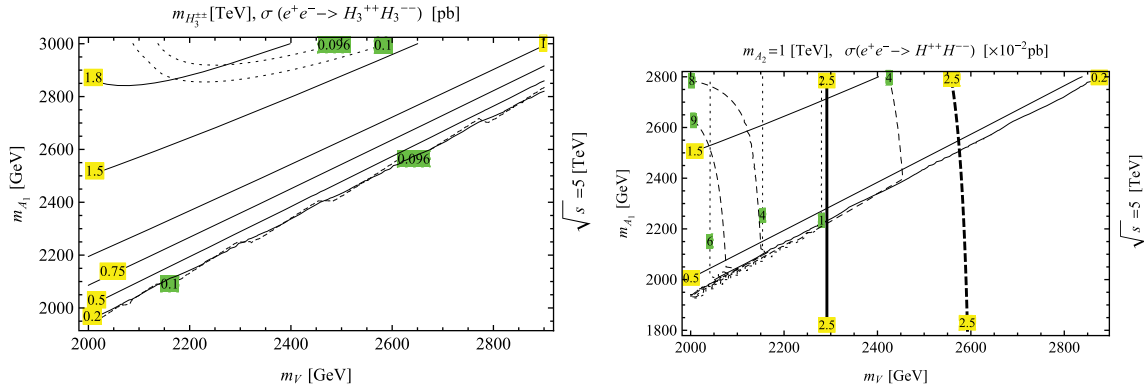 m_{H_3^{±±}}[TeV], σ (e⁺e⁻−> H₃⁺⁺H₃⁻⁻) [pb]
3000
2800
2600
2400
2200
2000
m_{A_1} [GeV]
0.096
0.1
1
1.8
1.5
0.096
0.75
0.1
0.5
0.2
2000 2200 2400 2600 2800
m_V [GeV]
√s =5 [TeV]
m_{A_2}=1 [TeV], σ(e⁺e⁻−> H⁺⁺H⁻⁻) [×10⁻²pb]
2800
2600
2400
2200
2000
1800
m_{A_1} [GeV]
8 2.5 4 2.5 0.2
9
1.5
4 1
6
0.5
2.5 2.5
2000 2200 2400 2600 2800
m_V [GeV]
√s =5 [TeV]